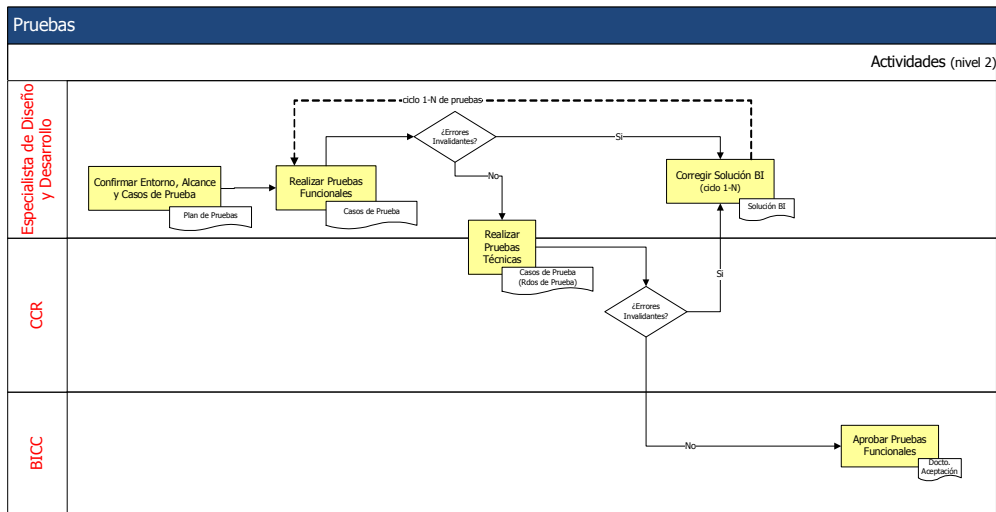 Pruebas
Actividades (nivel 2)
Especialista de Diseño
y Desarrollo
ciclo 1-N de pruebas
¿Errores
Invalidantes?
Si
No
Confirmar Entorno, Alcance
y Casos de Prueba
Plan de Pruebas
Realizar Pruebas
Funcionales
Casos de Prueba
Corregir Solución BI
(ciclo 1-N)
Solución BI
Realizar
Pruebas
Técnicas
Casos de Prueba
(Rdos de Prueba)
CCR
¿Errores
Invalidantes?
Si
No
BICC
Aprobar Pruebas
Funcionales
Docto.
Aceptación